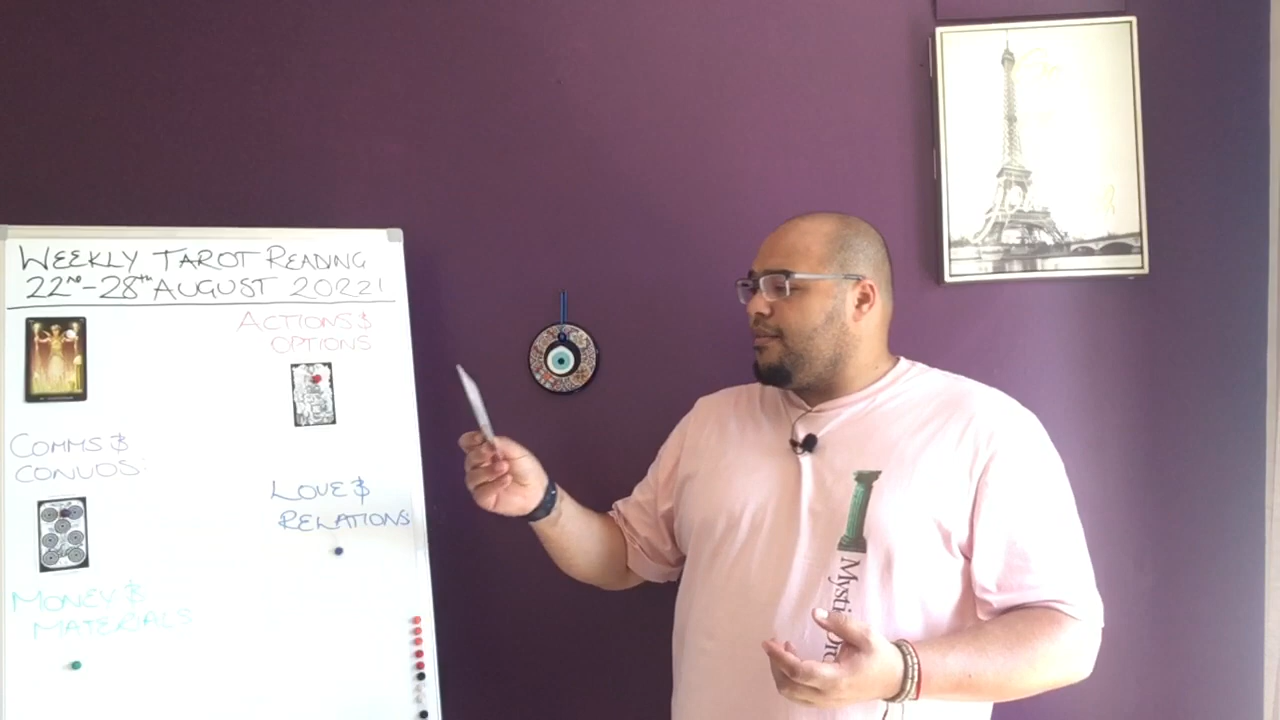 WEEKLY TAROT READING
22ND-28TH AUGUST 2022!
ACTIONS &
OPTIONS
COMMS &
CONVOS:
LOVE &
RELATIONS
MONEY &
MATERIALS